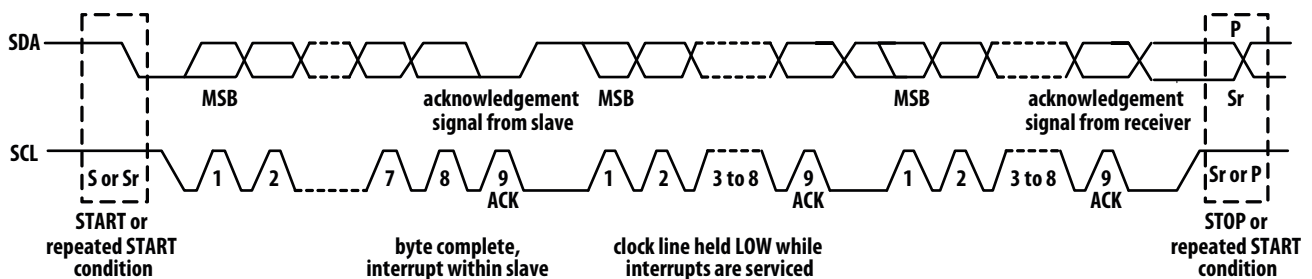 SDA
P
MSB
acknowledgement
signal from slave
MSB
MSB
acknowledgement
signal from receiver
Sr
SCL
S or Sr
1
2
7
8
9
ACK
1
2
3 to 8
9
ACK
1
2
3 to 8
9
ACK
Sr or P
START or
repeated START
condition
byte complete,
interrupt within slave
clock line held LOW while
interrupts are serviced
STOP or
repeated START
condition